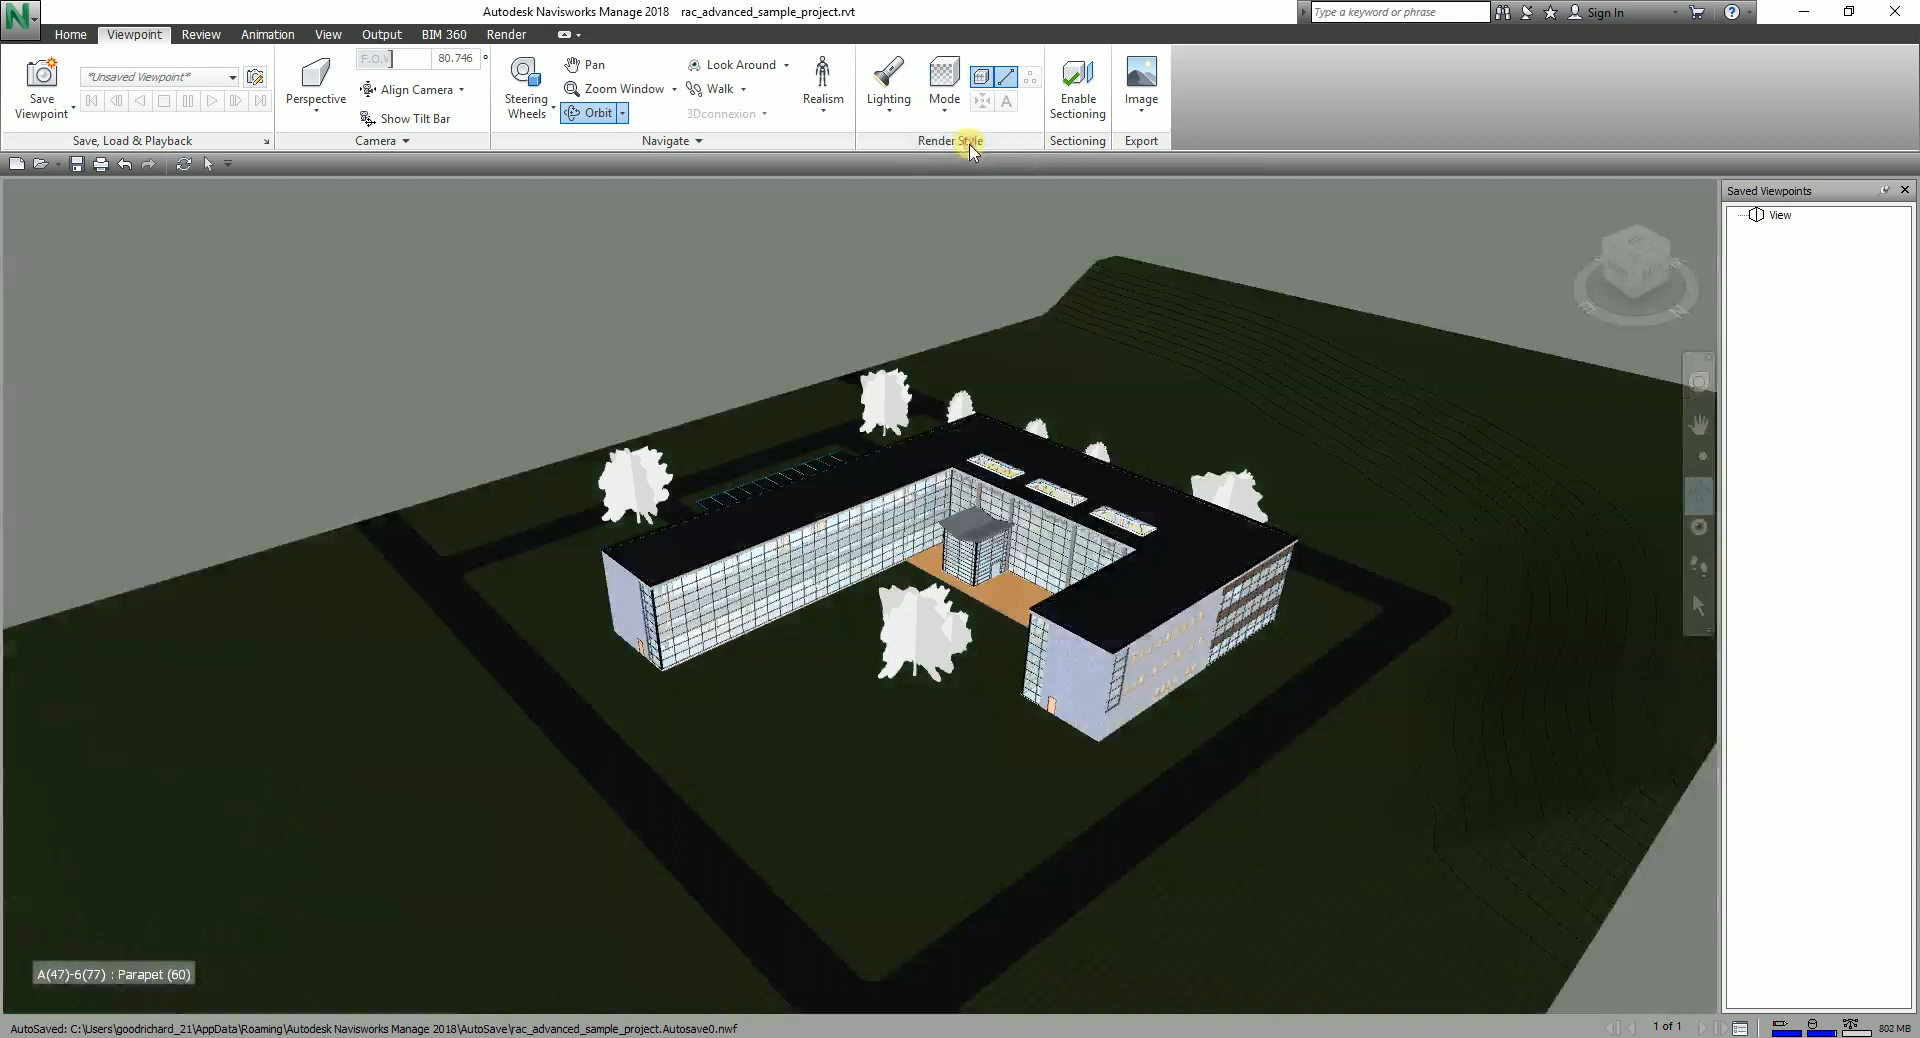 Autodesk Navisworks Manage 2018 rac_advanced_sample_project.rvt
Type a keyword or phrase
Sign In
Home Viewpoint Review Animation View Output BIM 360 Render
Save Viewpoint
*Unsaved Viewpoint*
Perspective
F.O.V 80.746 °
Align Camera
Show Tilt Bar
Steering Wheels
Pan
Zoom Window
Orbit
Look Around
Walk
3Dconnexion
Realism
Lighting
Mode
A
Enable Sectioning
Image
Save, Load & Playback Camera Navigate Render Style Sectioning Export
Saved Viewpoints
View
A(47)-6(77) : Parapet (60)
AutoSaved: C:\Users\goodrichard_21\AppData\Roaming\Autodesk Navisworks Manage 2018\AutoSave\rac_advanced_sample_project.Autosave0.nwf
1 of 1
802 MB